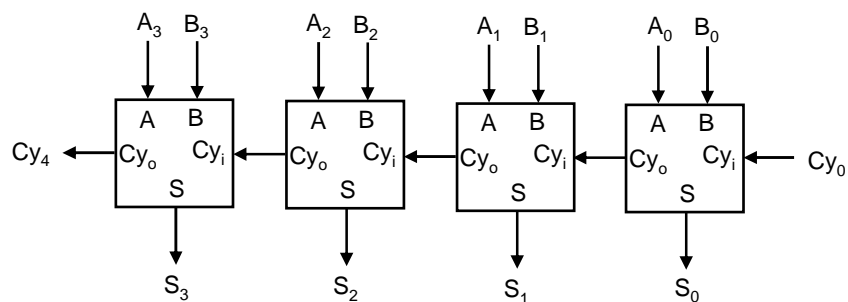 A₃ B₃ A₂ B₂ A₁ B₁ A₀ B₀
A B A B A B A B
Cy₄ Cyₒ Cyᵢ Cyₒ Cyᵢ Cyₒ Cyᵢ Cyₒ Cyᵢ Cy₀
S S S S
S₃ S₂ S₁ S₀